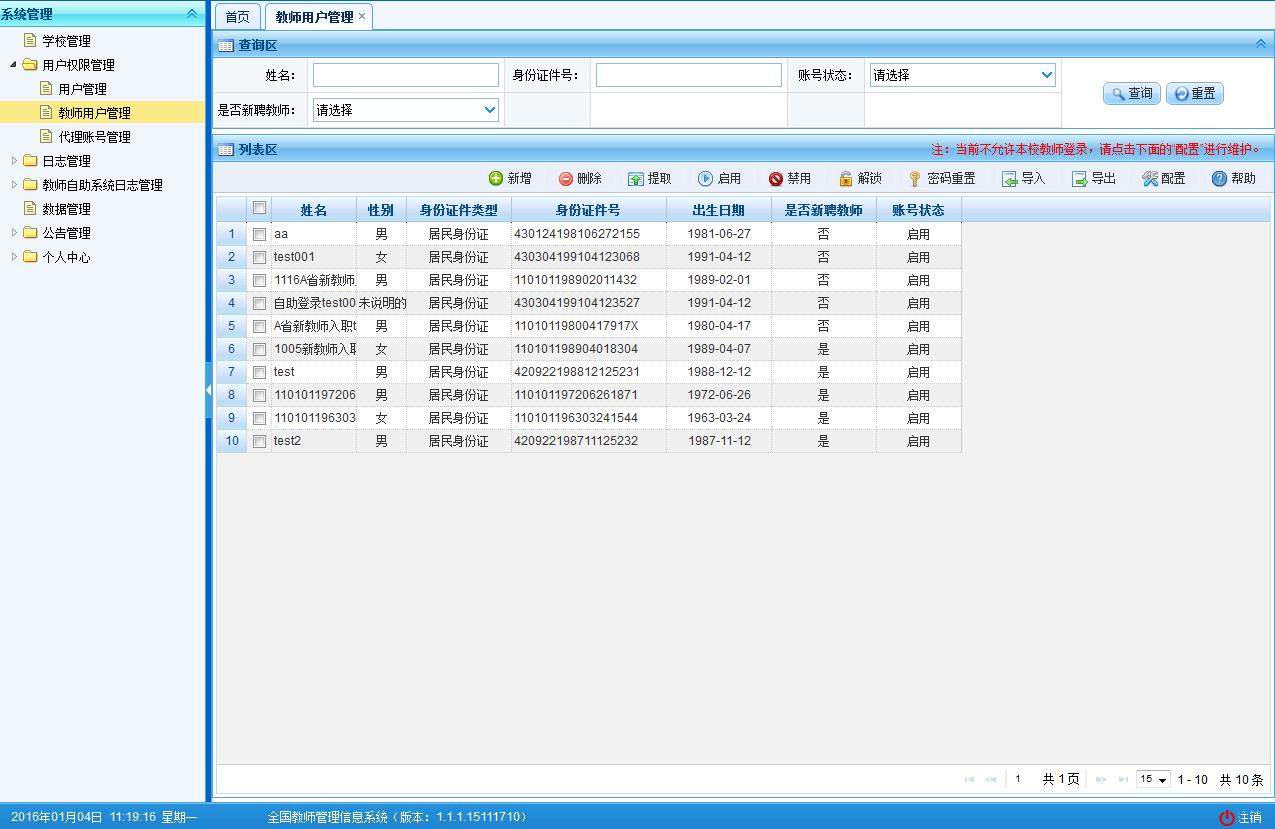 系统管理
学校管理
用户权限管理
用户管理
教师用户管理
代理账号管理
日志管理
教师自助系统日志管理
数据管理
公告管理
个人中心
首页 教师用户管理
查询区
姓名： 身份证件号： 账号状态： 请选择
是否新聘教师： 请选择
查询 重置
列表区 注：当前不允许本校教师登录，请点击下面的“配置”进行维护。
新增 删除 提取 启用 禁用 解锁 密码重置 导入 导出 配置 帮助
姓名 性别 身份证件类型 身份证件号 出生日期 是否新聘教师 账号状态
1 aa 男 居民身份证 430124198106272155 1981-06-27 否 启用
2 test001 女 居民身份证 430304199104123068 1991-04-12 否 启用
3 1116A省新教师 男 居民身份证 110101198902011432 1989-02-01 否 启用
4 自助登录test00 未说明的 居民身份证 430304199104123527 1991-04-12 否 启用
5 A省新教师入职t 男 居民身份证 11010119800417917X 1980-04-17 否 启用
6 1005新教师入职 女 居民身份证 110101198904018304 1989-04-07 是 启用
7 test 男 居民身份证 420922198812125231 1988-12-12 是 启用
8 110101197206 男 居民身份证 110101197206261871 1972-06-26 是 启用
9 110101196303 女 居民身份证 110101196303241544 1963-03-24 是 启用
10 test2 男 居民身份证 420922198711125232 1987-11-12 是 启用
1 共 1 页 15 1 - 10 共 10 条
2016年01月04日 11:19:16 星期一 全国教师管理信息系统（版本：1.1.1.15111710） 注销